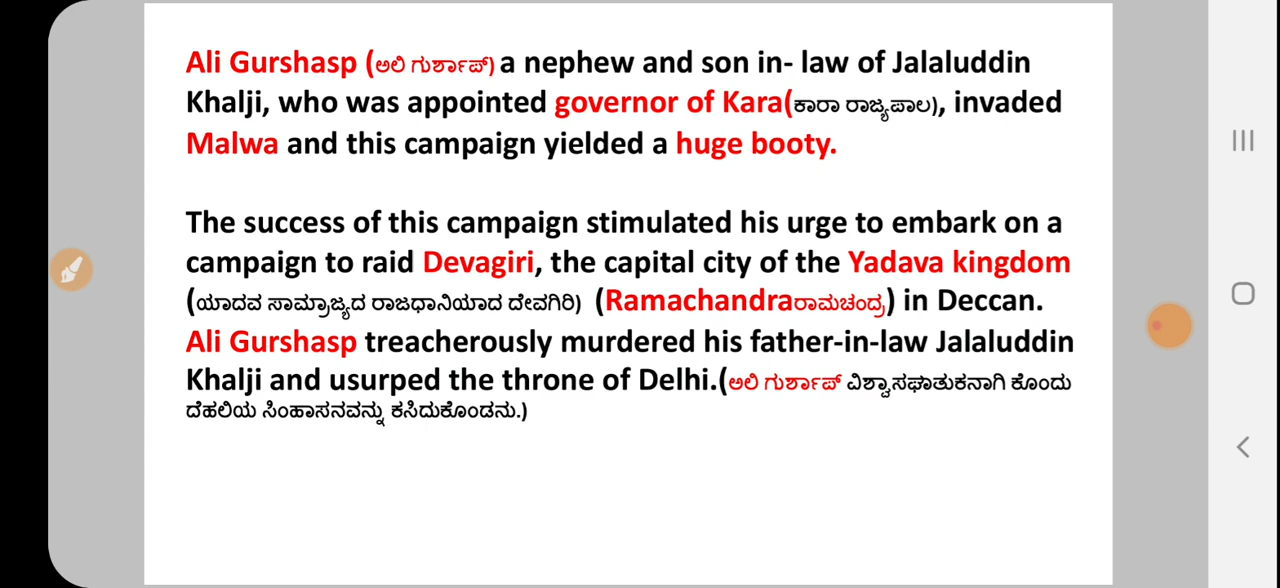 Ali Gurshasp (ಅಲಿ ಗುರ್ಶಾಪ್) a nephew and son in- law of Jalaluddin
Khalji, who was appointed governor of Kara(ಕಾರಾ ರಾಜ್ಯಪಾಲ), invaded
Malwa and this campaign yielded a huge booty.
The success of this campaign stimulated his urge to embark on a
campaign to raid Devagiri, the capital city of the Yadava kingdom
(ಯಾದವ ಸಾಮ್ರಾಜ್ಯದ ರಾಜಧಾನಿಯಾದ ದೇವಗಿರಿ) (Ramachandraರಾಮಚಂದ್ರ) in Deccan.
Ali Gurshasp treacherously murdered his father-in-law Jalaluddin
Khalji and usurped the throne of Delhi.(ಅಲಿ ಗುರ್ಶಾಪ್ ವಿಶ್ವಾಸಘಾತುಕನಾಗಿ ಕೊಂದು
ದೆಹಲಿಯ ಸಿಂಹಾಸನವನ್ನು ಕಸಿದುಕೊಂಡನು.)